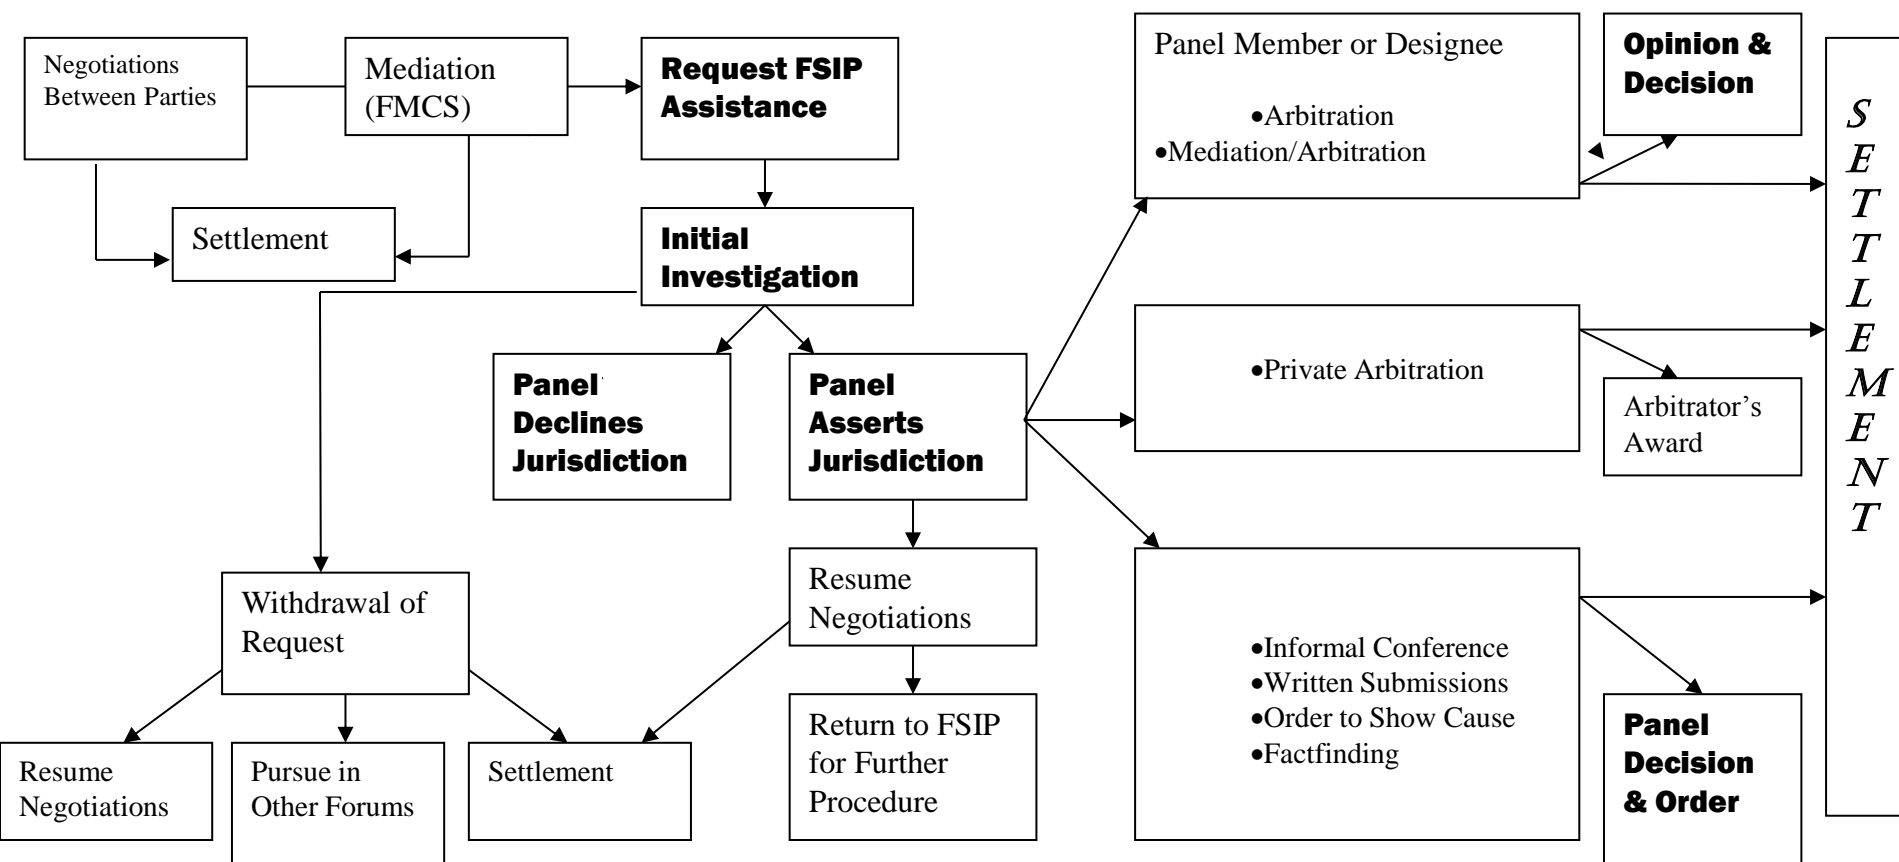 Negotiations
Between Parties
Mediation
(FMCS)
Request FSIP
Assistance
Panel Member or Designee
•Arbitration
•Mediation/Arbitration
Opinion &
Decision
SETTLEMENT
Settlement
Initial
Investigation
Panel
Declines
Jurisdiction
Panel
Asserts
Jurisdiction
•Private Arbitration
Arbitrator’s
Award
Withdrawal of
Request
Resume
Negotiations
•Informal Conference
•Written Submissions
•Order to Show Cause
•Factfinding
Resume
Negotiations
Pursue in
Other Forums
Settlement
Return to FSIP
for Further
Procedure
Panel
Decision
& Order